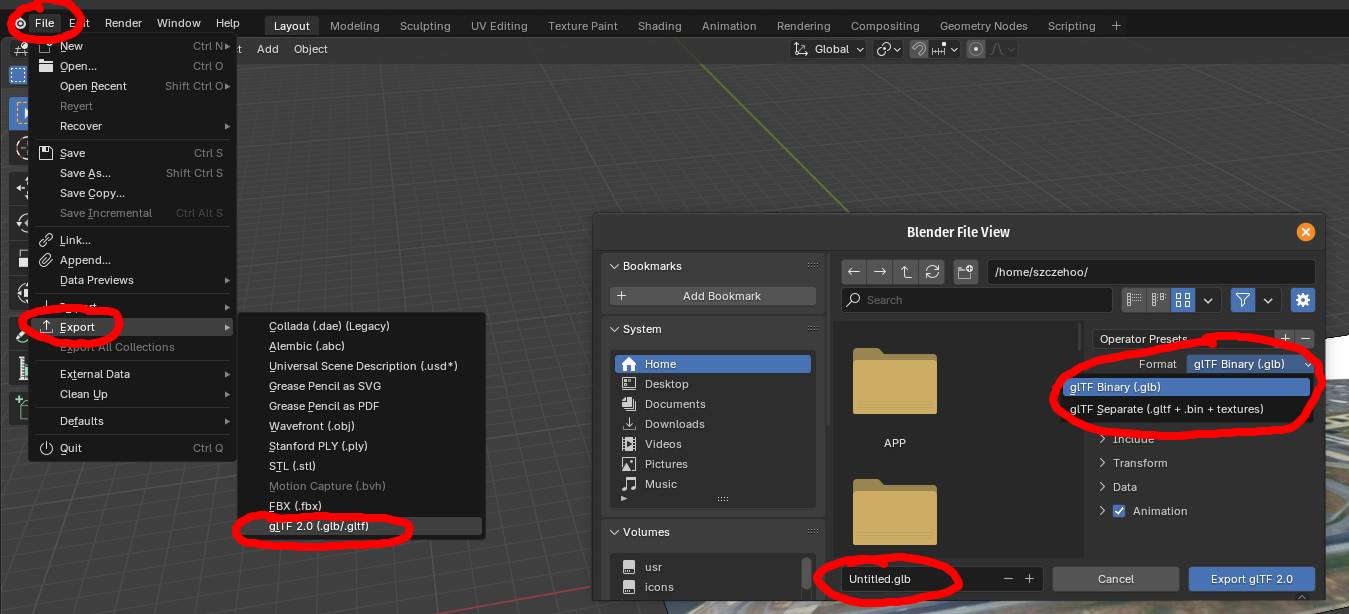 File Edit Render Window Help
Layout Modeling Sculpting UV Editing Texture Paint Shading Animation Rendering Compositing Geometry Nodes Scripting +
Add Object
Global
New Ctrl N
Open... Ctrl O
Open Recent Shift Ctrl O
Revert
Recover
Save Ctrl S
Save As... Shift Ctrl S
Save Copy...
Save Incremental Ctrl Alt S
Link...
Append...
Data Previews
Import
Export
Export All Collections
External Data
Clean Up
Defaults
Quit Ctrl Q
Collada (.dae) (Legacy)
Alembic (.abc)
Universal Scene Description (.usd*)
Grease Pencil as SVG
Grease Pencil as PDF
Wavefront (.obj)
Stanford PLY (.ply)
STL (.stl)
Motion Capture (.bvh)
FBX (.fbx)
glTF 2.0 (.glb/.gltf)
Blender File View
Bookmarks
Add Bookmark
System
Home
Desktop
Documents
Downloads
Videos
Pictures
Music
Volumes
usr
icons
/home/szczehoo/
Search
APP
Operator Presets
Format glTF Binary (.glb)
glTF Binary (.glb)
glTF Separate (.gltf + .bin + textures)
Include
Transform
Data
Animation
Untitled.glb
Cancel
Export glTF 2.0